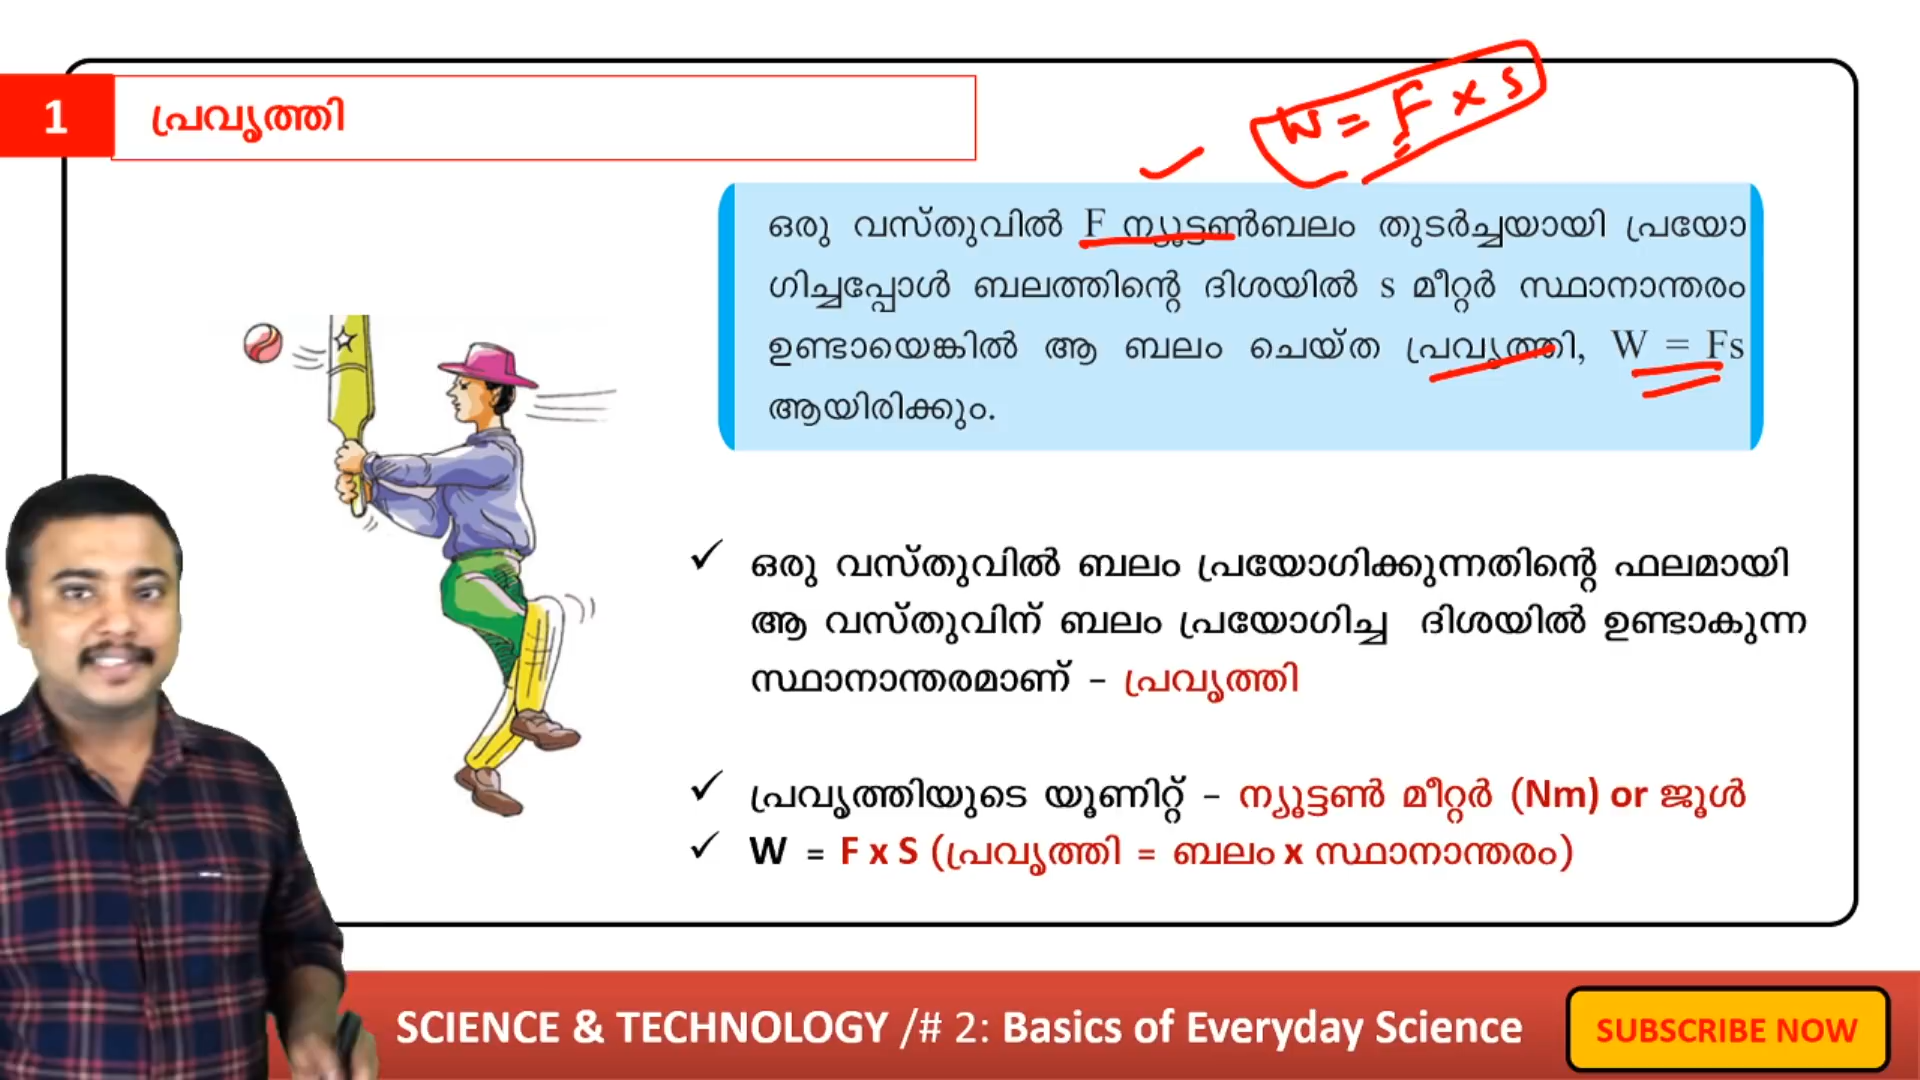 1
പ്രവൃത്തി
W = F x s
ഒരു വസ്തുവിൽ F ന്യൂട്ടൺബലം തുടർച്ചയായി പ്രയോ
ഗിച്ചപ്പോൾ ബലത്തിന്റെ ദിശയിൽ s മീറ്റർ സ്ഥാനാന്തരം
ഉണ്ടായെങ്കിൽ ആ ബലം ചെയ്ത പ്രവൃത്തി, W = Fs
ആയിരിക്കും.
✓ ഒരു വസ്തുവിൽ ബലം പ്രയോഗിക്കുന്നതിന്റെ ഫലമായി
ആ വസ്തുവിന് ബലം പ്രയോഗിച്ച ദിശയിൽ ഉണ്ടാകുന്ന
സ്ഥാനാന്തരമാണ് – പ്രവൃത്തി
✓ പ്രവൃത്തിയുടെ യൂണിറ്റ് – ന്യൂട്ടൺ മീറ്റർ (Nm) or ജൂൾ
✓ W = F x S (പ്രവൃത്തി = ബലം x സ്ഥാനാന്തരം)
SCIENCE & TECHNOLOGY /# 2: Basics of Everyday Science
SUBSCRIBE NOW